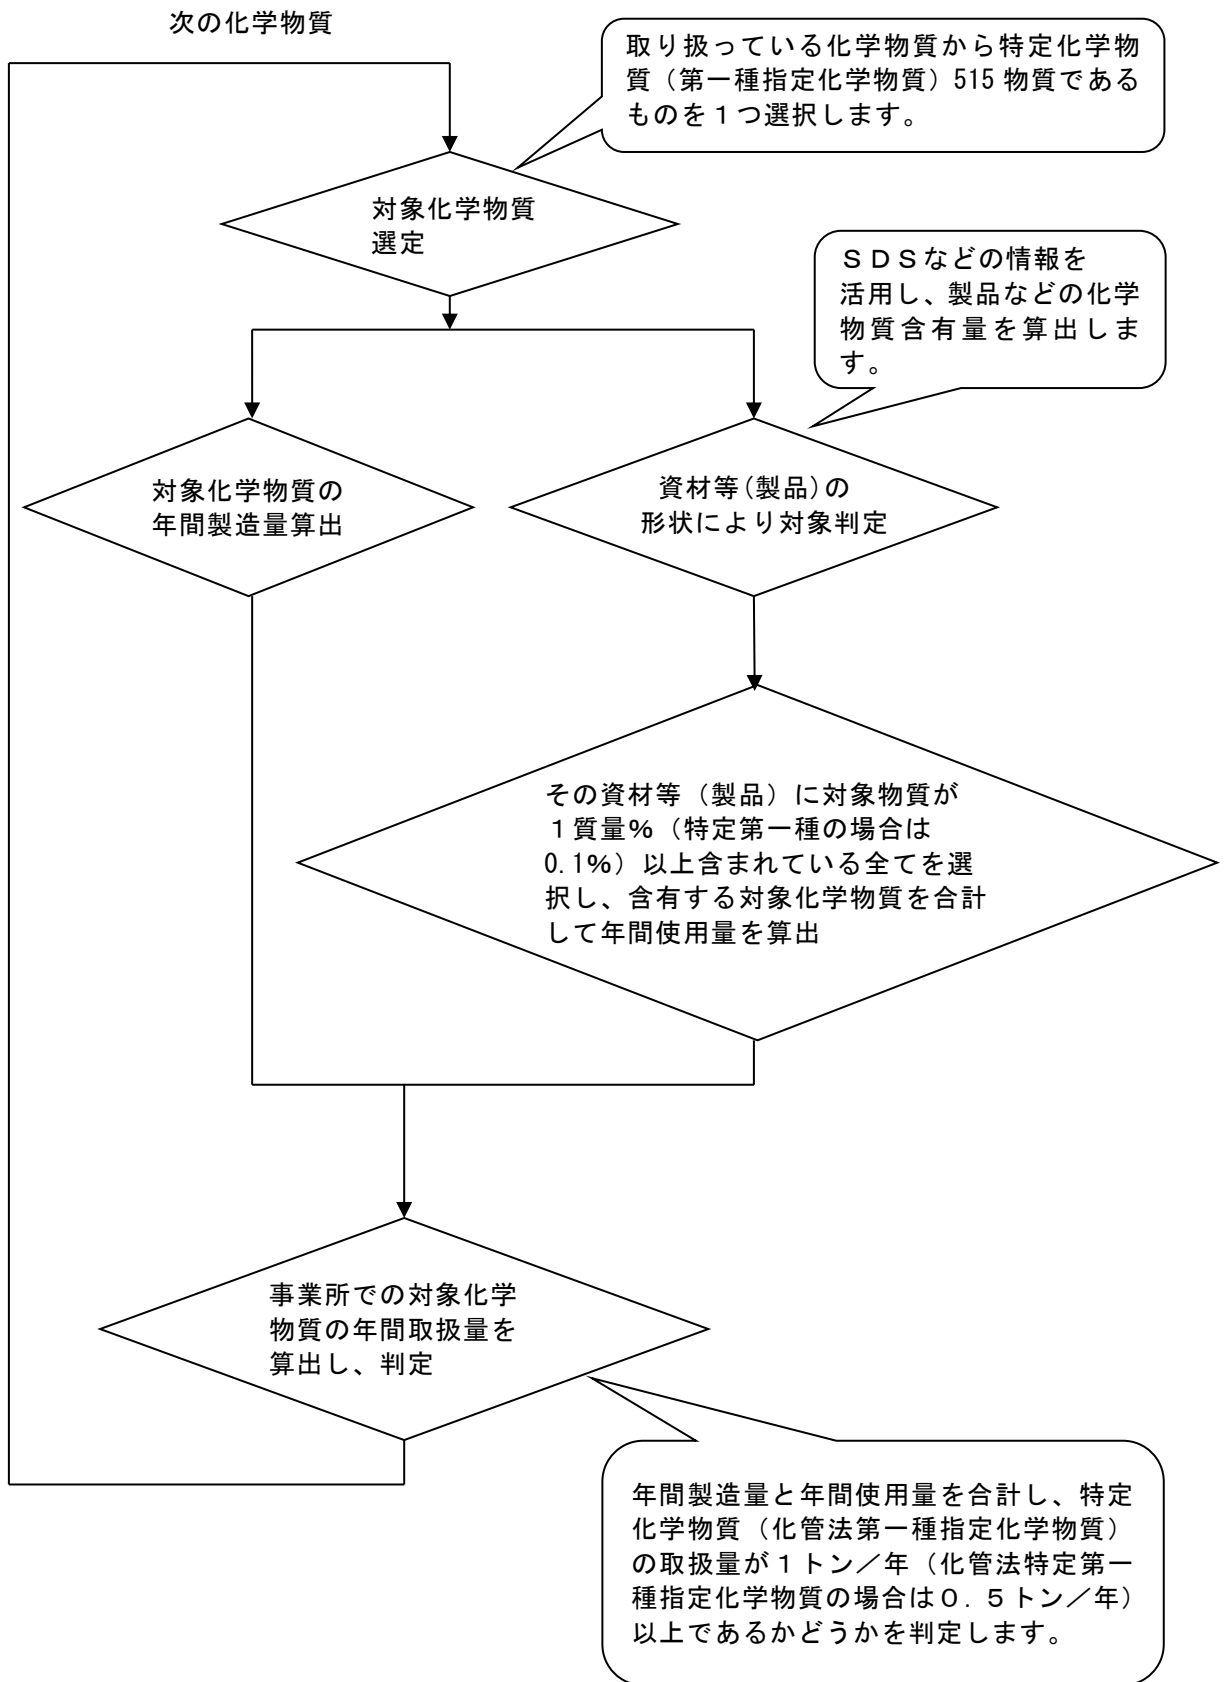 次の化学物質
取り扱っている化学物質から特定化学物
質（第一種指定化学物質）515 物質である
ものを１つ選択します。
対象化学物質
選定
ＳＤＳなどの情報を
活用し、製品などの化学
物質含有量を算出しま
す。
対象化学物質の
年間製造量算出
資材等(製品)の
形状により対象判定
その資材等（製品）に対象物質が
１質量%（特定第一種の場合は
0.1%）以上含まれている全てを選
択し、含有する対象化学物質を合計
して年間使用量を算出
事業所での対象化学
物質の年間取扱量を
算出し、判定
年間製造量と年間使用量を合計し、特定
化学物質（化管法第一種指定化学物質）
の取扱量が１トン／年（化管法特定第一
種指定化学物質の場合は０．５トン／年）
以上であるかどうかを判定します。